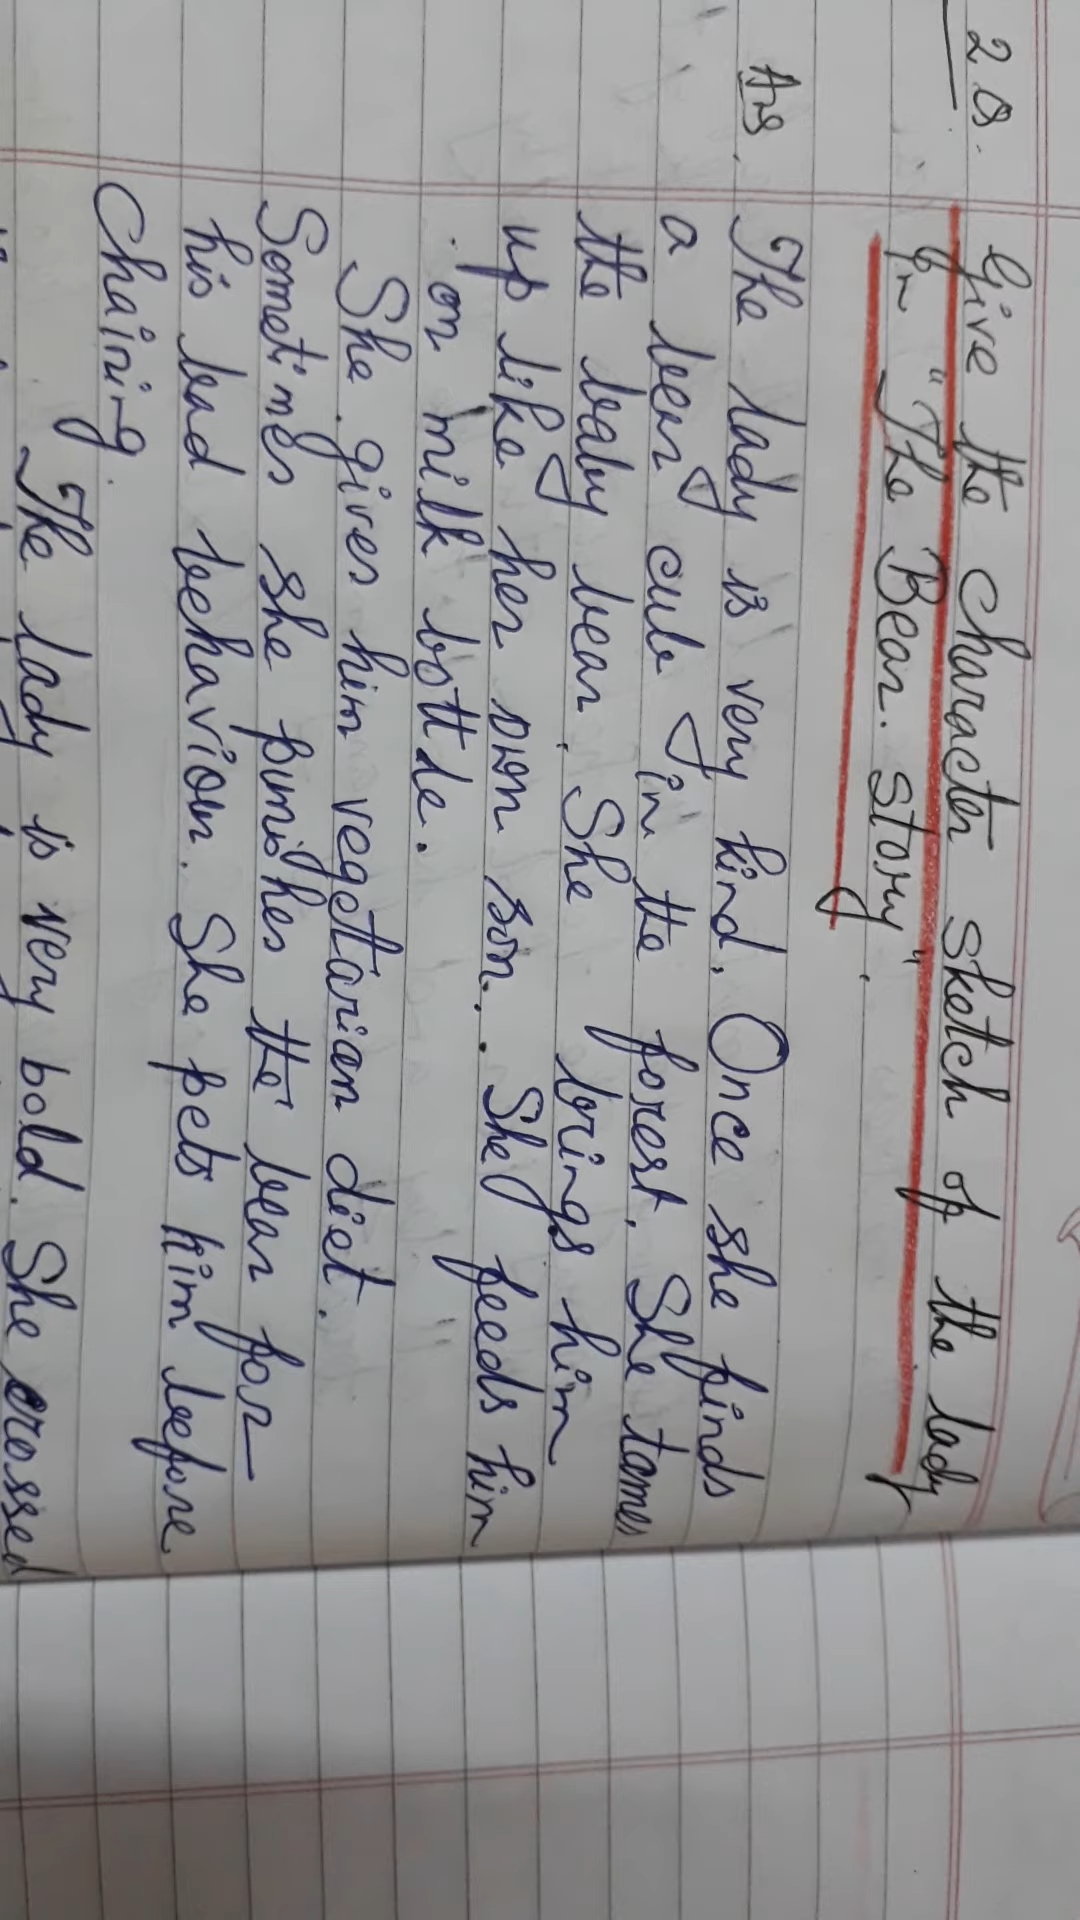 2 Q. Give the character sketch of the lady
in "The Bear. Story".
Ans. The lady is very kind. Once she finds
a bear cub in the forest. She tames
the baby bear. She brings him
up like her own son. She feeds him
on milk bottle.
She gives him vegetarian diet.
Sometimes she punishes the bear for
his bad behaviour. She pets him before
Chaining.
The lady is very bold. She crossed